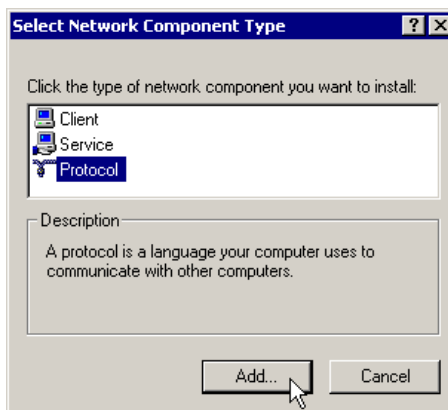 Select Network Component Type
Click the type of network component you want to install:
Client
Service
Protocol
Description
A protocol is a language your computer uses to
communicate with other computers.
Add...
Cancel